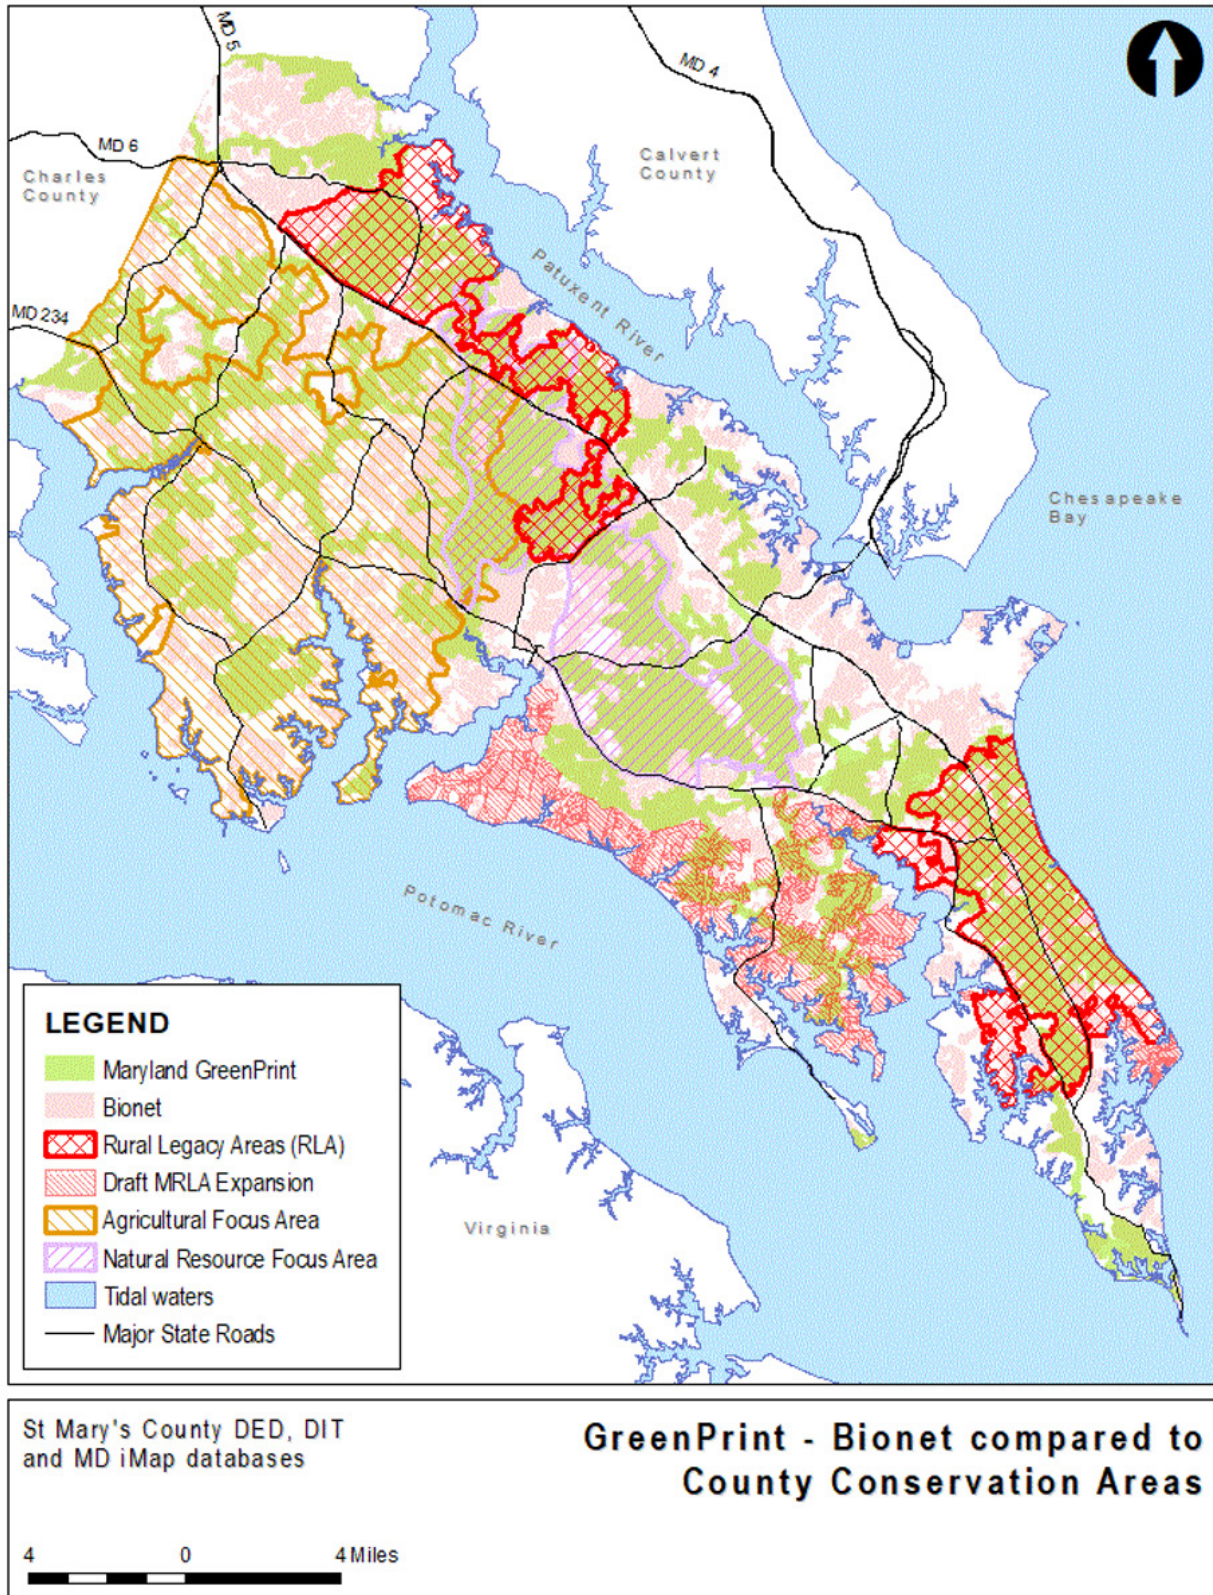 MD 5
MD 4
MD 6
Charles
County
Calvert
County
Patuxent River
MD 234
Chesapeake
Bay
Potomac River
Virginia
LEGEND
Maryland GreenPrint
Bionet
Rural Legacy Areas (RLA)
Draft MRLA Expansion
Agricultural Focus Area
Natural Resource Focus Area
Tidal waters
Major State Roads
St Mary's County DED, DIT
and MD iMap databases
GreenPrint - Bionet compared to
County Conservation Areas
4 0 4 Miles